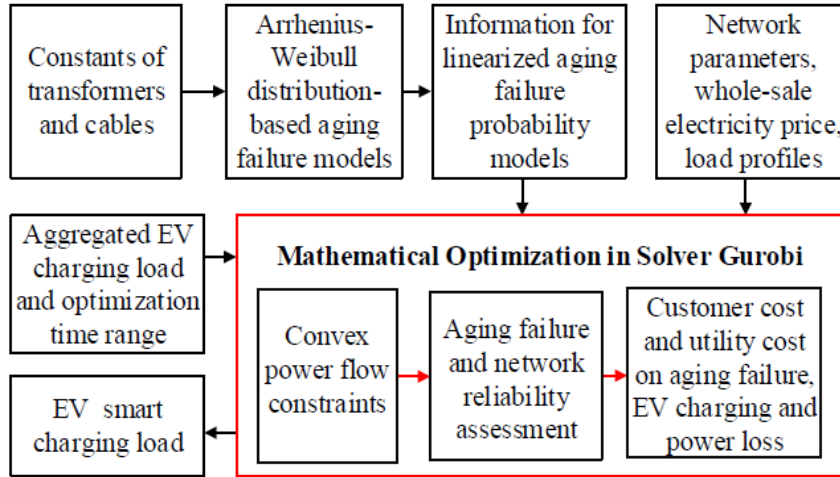 Constants of
transformers
and cables
Arrhenius-
Weibull
distribution-
based aging
failure models
Information for
linearized aging
failure
probability
models
Network
parameters,
whole-sale
electricity price,
load profiles
Aggregated EV
charging load
and optimization
time range
EV smart
charging load
Mathematical Optimization in Solver Gurobi
Convex
power flow
constraints
Aging failure
and network
reliability
assessment
Customer cost
and utility cost
on aging failure,
EV charging and
power loss